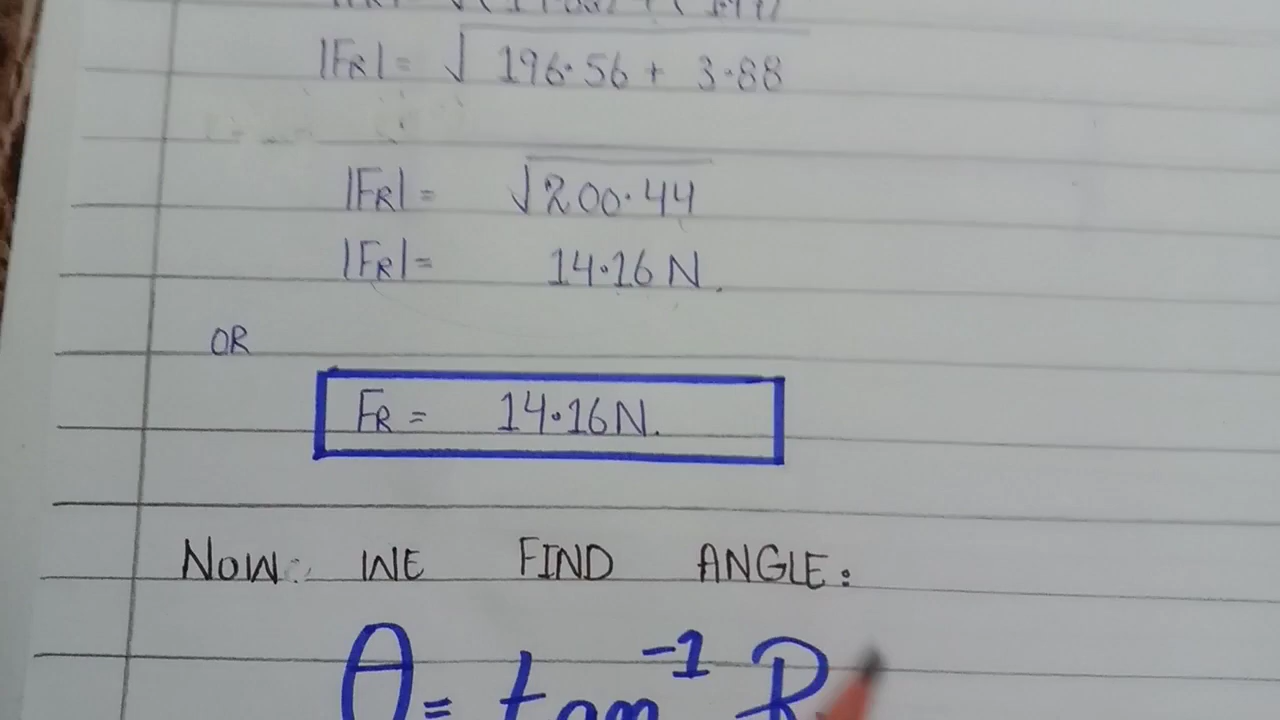 |FR| = √196.56 + 3.88
|FR| = √200.44
|FR| = 14.16 N.
OR
FR = 14.16 N.
NOW: WE FIND ANGLE:
θ = tan⁻¹